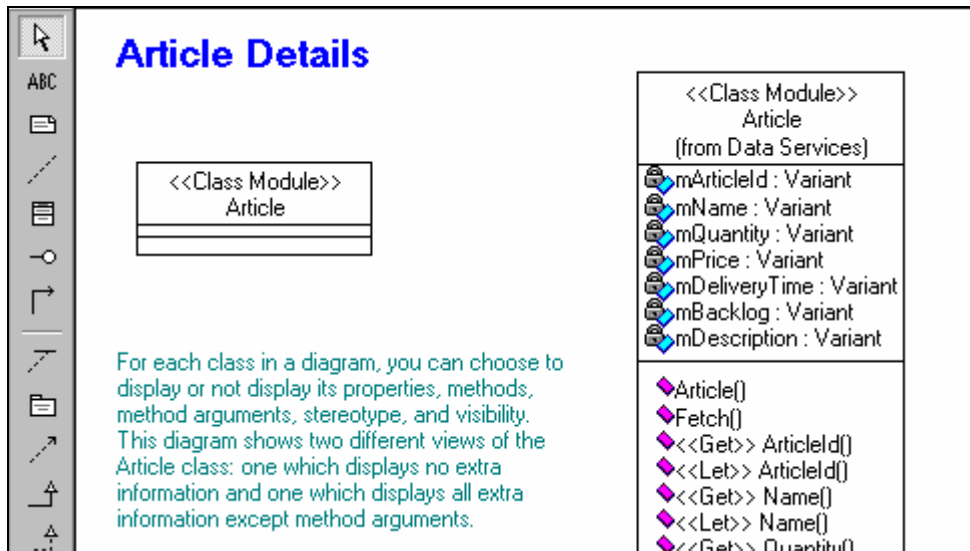 Article Details
ABC
<<Class Module>>
Article
For each class in a diagram, you can choose to
display or not display its properties, methods,
method arguments, stereotype, and visibility.
This diagram shows two different views of the
Article class: one which displays no extra
information and one which displays all extra
information except method arguments.
<<Class Module>>
Article
(from Data Services)
mArticleId : Variant
mName : Variant
mQuantity : Variant
mPrice : Variant
mDeliveryTime : Variant
mBacklog : Variant
mDescription : Variant
Article()
Fetch()
<<Get>> ArticleId()
<<Let>> ArticleId()
<<Get>> Name()
<<Let>> Name()
<<Get>> Quantity()